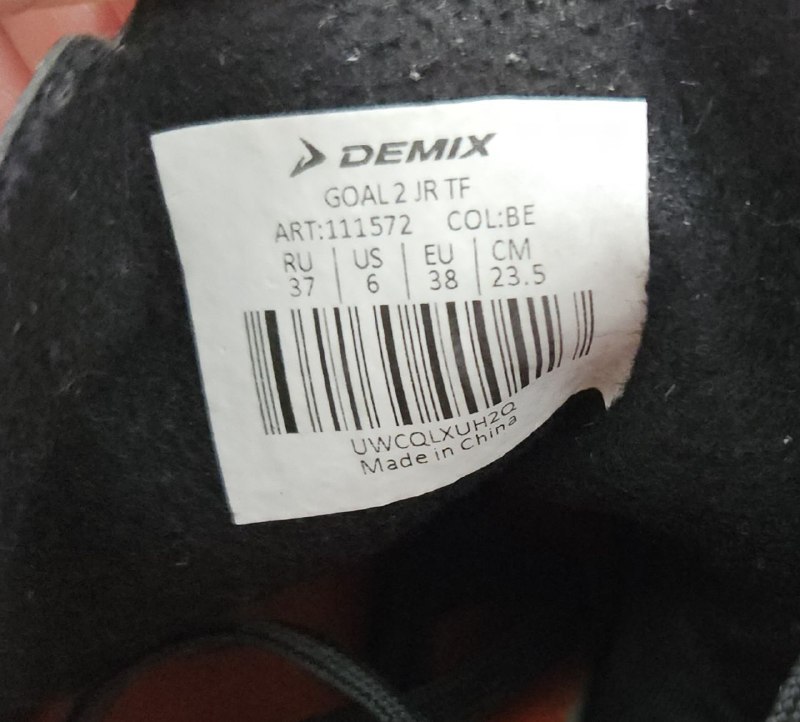 DEMIX
GOAL 2 JR TF
ART:111572 COL:BE
RU | US | EU | CM
37 | 6 | 38 | 23.5
UWCQLXUH2Q
Made in China